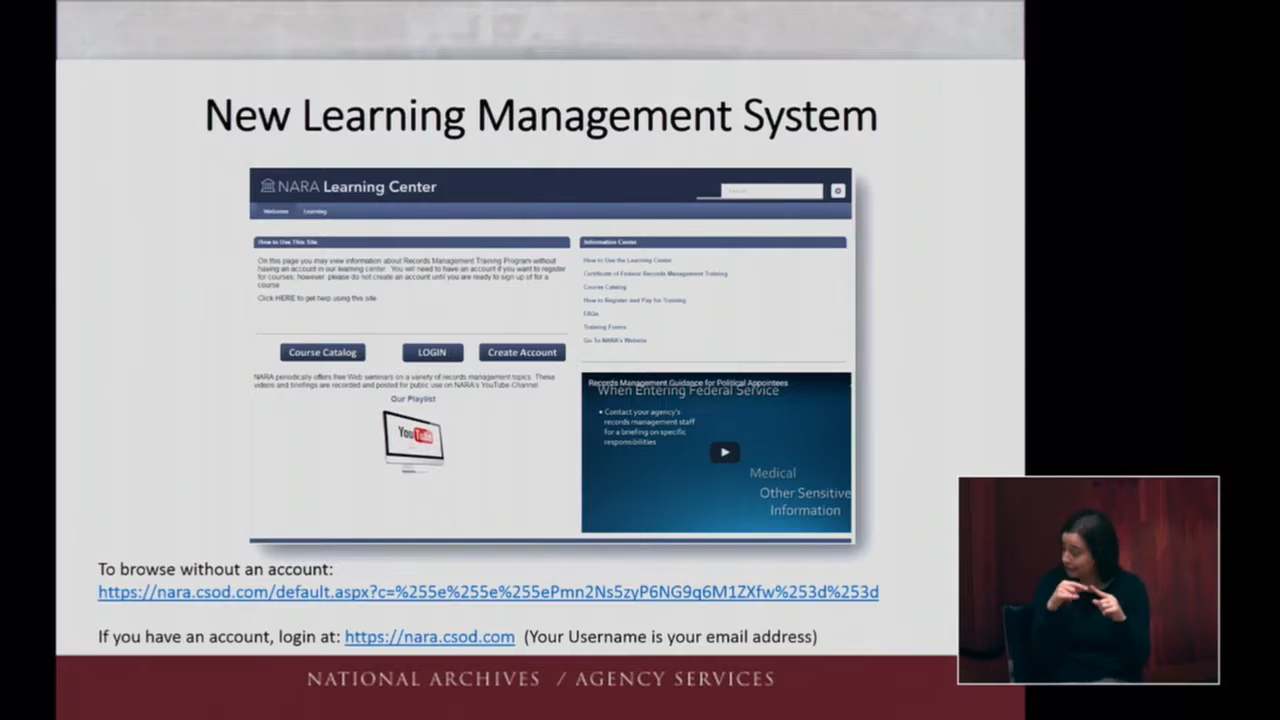 New Learning Management System
NARA Learning Center
Search
Welcome Learning
How to Use This Site
On this page you may view information about Records Management Training Program without
having an account in our learning center. You will need to have an account if you want to register
for courses; however, please do not create an account until you are ready to sign up of for a
course
Click HERE to get help using this site
Course Catalog LOGIN Create Account
NARA periodically offers free Web seminars on a variety of records management topics. These
videos and briefings are recorded and posted for public use on NARA's YouTube Channel
Our Playlist
YouTube
Information Center
How to Use the Learning Center
Certificate of Federal Records Management Training
Course Catalog
How to Register and Pay for Training
FAQs
Training Forms
Go To NARA's Website
Records Management Guidance for Political Appointees
When Entering Federal Service
• Contact your agency's
records management staff
for a briefing on specific
responsibilities
Medical
Other Sensitive
Information
To browse without an account:
https://nara.csod.com/default.aspx?c=%255e%255e%255ePmn2Ns5zyP6NG9q6M1ZXfw%253d%253d
If you have an account, login at: https://nara.csod.com (Your Username is your email address)
NATIONAL ARCHIVES / AGENCY SERVICES